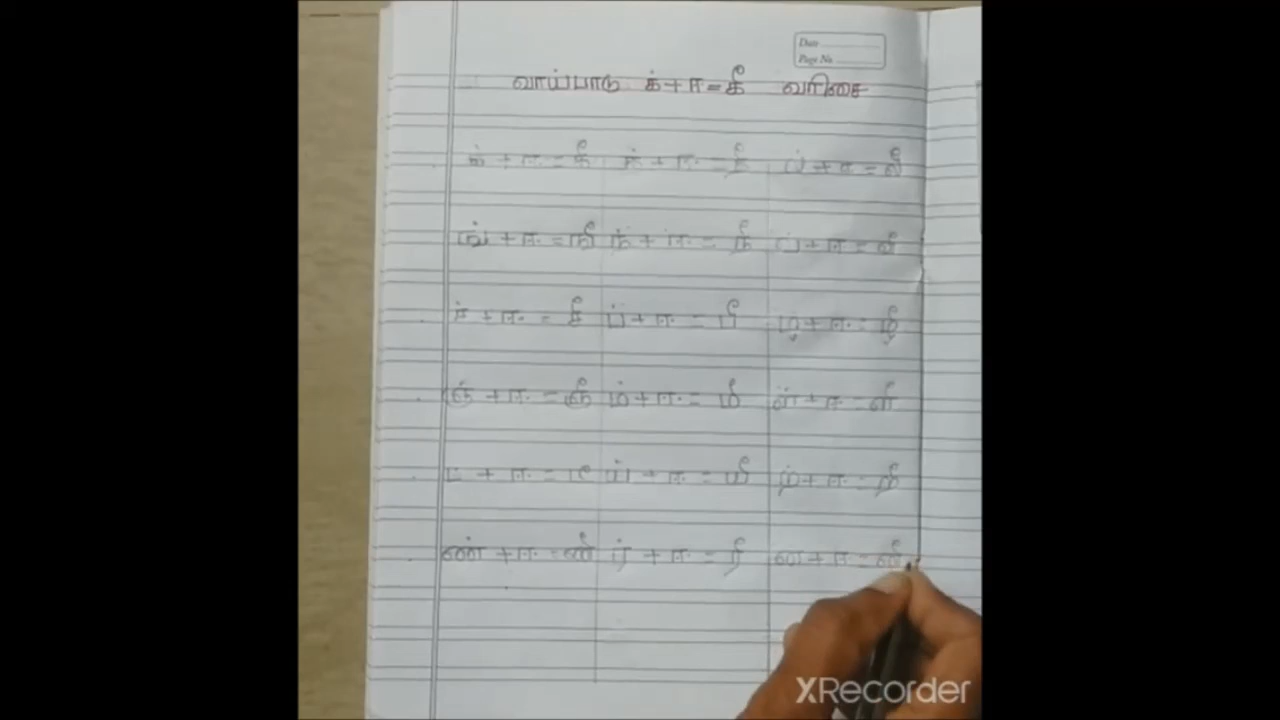 Date
Page No
வாய்பாடு க்+ஈ=கீ வரிசை
க் + ஈ = கீ த் + ஈ = தீ ல் + ஈ = லீ
ங் + ஈ = ஙீ ந் + ஈ = நீ வ் + ஈ = வீ
ச் + ஈ = சீ ப் + ஈ = பீ ழ் + ஈ = ழீ
ஞ் + ஈ = ஞீ ம் + ஈ = மீ ள் + ஈ = ளீ
ட் + ஈ = டீ ய் + ஈ = யீ ற் + ஈ = றீ
ண் + ஈ = ணீ ர் + ஈ = ரீ ன + ஈ = னீ
XRecorder